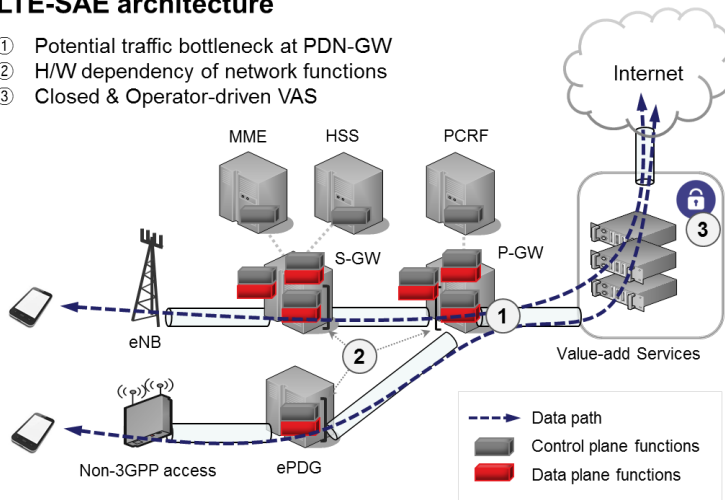 LTE-SAE architecture
① Potential traffic bottleneck at PDN-GW
② H/W dependency of network functions
③ Closed & Operator-driven VAS
Internet
MME
HSS
PCRF
3
S-GW
P-GW
1
eNB
2
Value-add Services
Data path
Control plane functions
Data plane functions
Non-3GPP access
ePDG